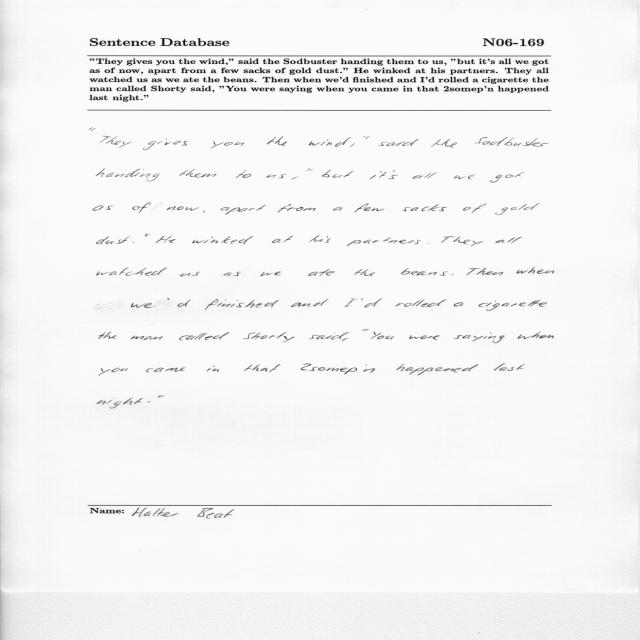 Sentence Database N06-169
"They gives you the wind," said the Sodbuster handing them to us, "but it's all we got
as of now, apart from a few sacks of gold dust." He winked at his partners. They all
watched us as we ate the beans. Then when we'd finished and I'd rolled a cigarette the
man called Shorty said, "You were saying when you came in that 2somep'n happened
last night."
"They gives you the wind," said the Sodbuster
handing them to us, "but it's all we got
as of now, apart from a few sacks of gold
dust." He winked at his partners. They all
watched us as we ate the beans. Then when
we'd finished and I'd rolled a cigarette
the man called Shorty said, "You were saying when
you came in that 2somep'n happened last
night."
Name: Halter Beat